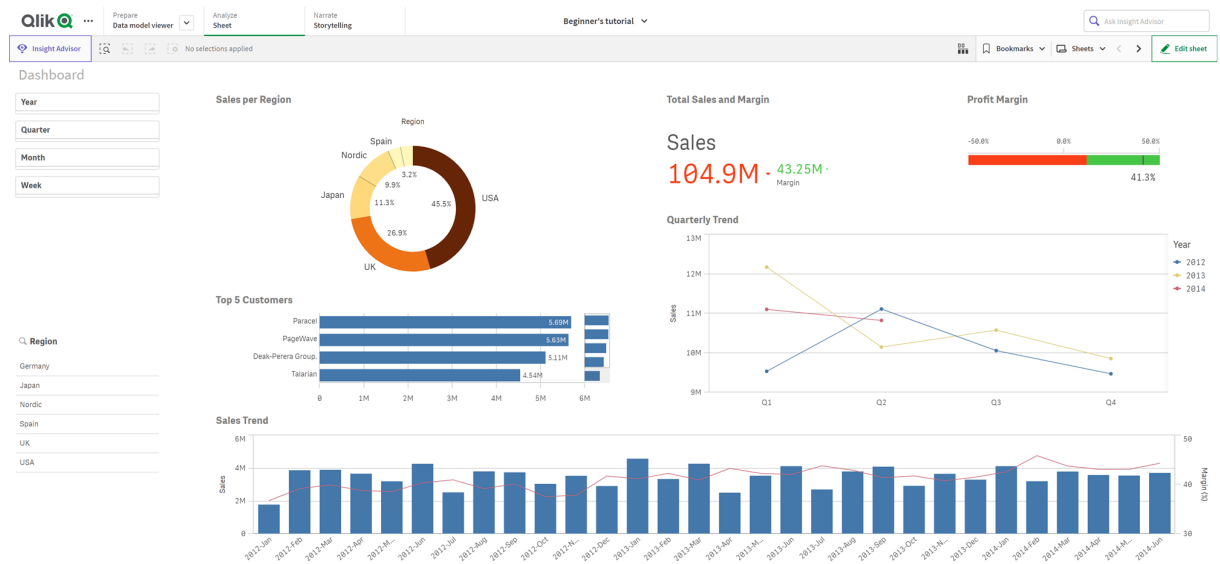 Qlik
Prepare
Data model viewer
Analyze
Sheet
Narrate
Storytelling
Beginner's tutorial
Ask Insight Advisor
Insight Advisor
No selections applied
Bookmarks
Sheets
Edit sheet
Dashboard
Year
Quarter
Month
Week
Region
Germany
Japan
Nordic
Spain
UK
USA
Sales per Region
Region
Spain
Nordic
Japan
UK
USA
3.2%
9.9%
11.3%
26.9%
45.5%
Total Sales and Margin
Sales
104.9M
43.25M
Margin
Profit Margin
-50.0% 0.0% 50.0%
41.3%
Top 5 Customers
Paracel 5.69M
PageWave 5.63M
Deak-Perera Group. 5.11M
Talarian 4.54M
0 1M 2M 3M 4M 5M 6M
Quarterly Trend
13M
12M
11M
10M
9M
Sales
Q1 Q2 Q3 Q4
Year
2012
2013
2014
Sales Trend
6M
4M
2M
0
Sales
50
40
30
Margin (%)
2012-Jan 2012-Feb 2012-Mar 2012-Apr 2012-M... 2012-Jun 2012-Jul 2012-Aug 2012-Sep 2012-Oct 2012-N... 2012-Dec 2013-Jan 2013-Feb 2013-Mar 2013-Apr 2013-M... 2013-Jun 2013-Jul 2013-Aug 2013-Sep 2013-Oct 2013-N... 2013-Dec 2014-Jan 2014-Feb 2014-Mar 2014-Apr 2014-M... 2014-Jun